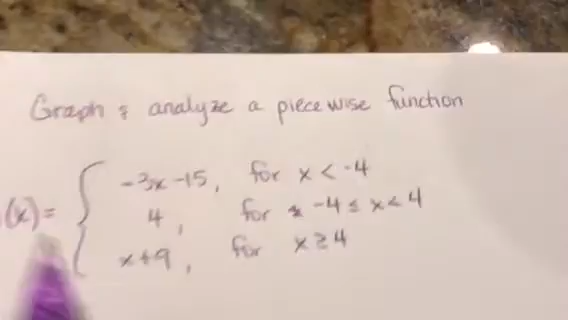 Graph & analyze a piecewise function
(x) = { -3x-15, for x < -4
4, for -4 ≤ x < 4
x+9, for x ≥ 4